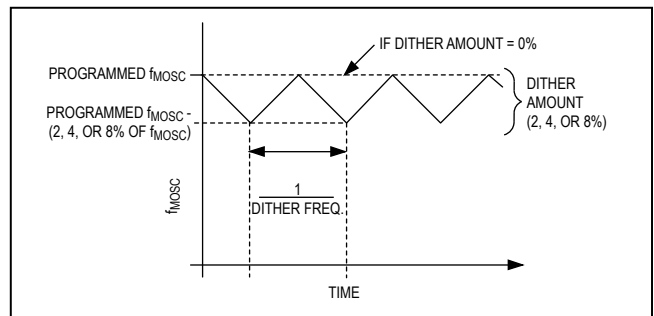 IF DITHER AMOUNT = 0%
PROGRAMMED fMOSC
DITHER
AMOUNT
(2, 4, OR 8%)
PROGRAMMED fMOSC -
(2, 4, OR 8% OF fMOSC)
1
DITHER FREQ.
fMOSC
TIME